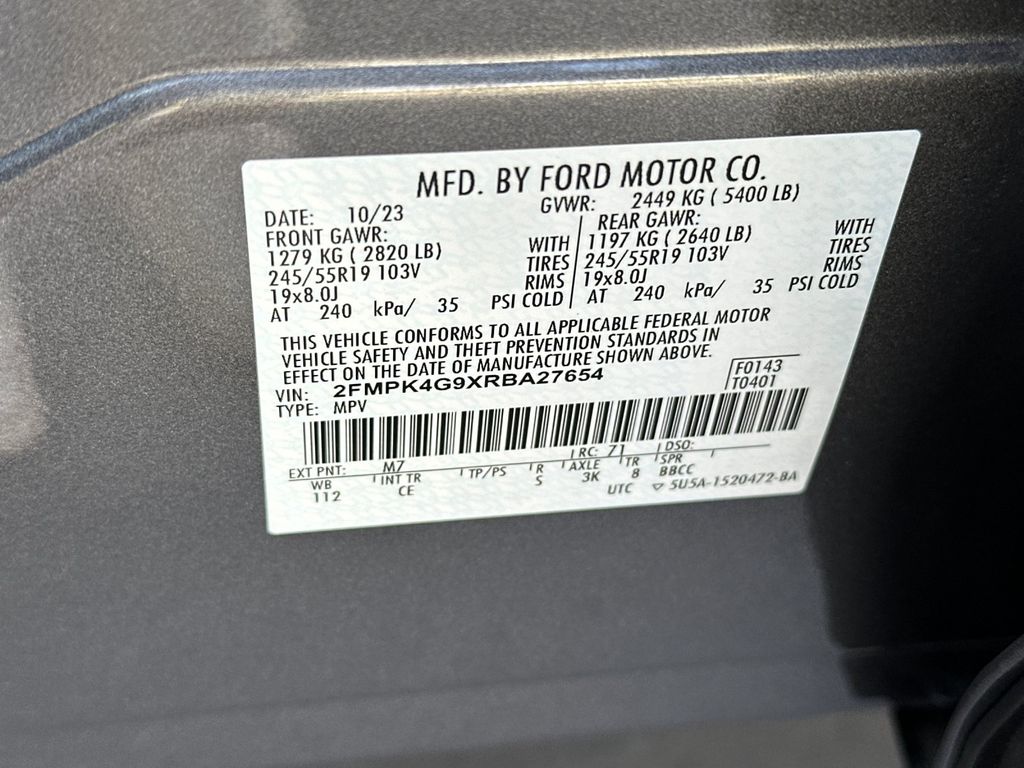 MFD. BY FORD MOTOR CO.
DATE: 10/23 GVWR: 2449 KG ( 5400 LB)
FRONT GAWR: REAR GAWR:
1279 KG ( 2820 LB) WITH 1197 KG ( 2640 LB) WITH
245/55R19 103V TIRES 245/55R19 103V TIRES
19x8.0J RIMS 19x8.0J RIMS
AT 240 kPa/ 35 PSI COLD AT 240 kPa/ 35 PSI COLD
THIS VEHICLE CONFORMS TO ALL APPLICABLE FEDERAL MOTOR
VEHICLE SAFETY AND THEFT PREVENTION STANDARDS IN
EFFECT ON THE DATE OF MANUFACTURE SHOWN ABOVE.
VIN: 2FMPK4G9XRBA27654 F0143
TYPE: MPV T0401
EXT PNT: M7 RC: 71 DSO:
WB INT TR TP/PS R AXLE TR SPR
112 CE S 3K 8 BBCC
UTC ▽ 5U5A-1520472-BA